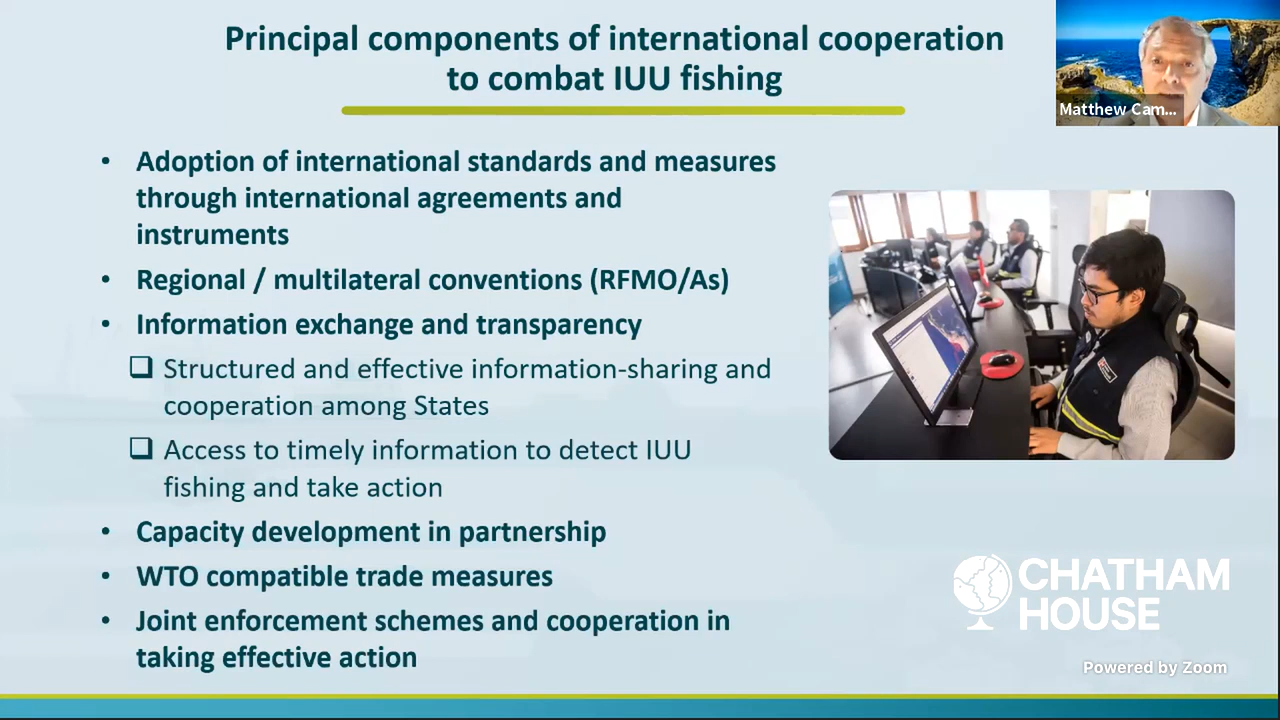 Principal components of international cooperation
to combat IUU fishing
Matthew Cam...
• Adoption of international standards and measures
through international agreements and
instruments
• Regional / multilateral conventions (RFMO/As)
• Information exchange and transparency
❑ Structured and effective information-sharing and
cooperation among States
❑ Access to timely information to detect IUU
fishing and take action
• Capacity development in partnership
• WTO compatible trade measures
• Joint enforcement schemes and cooperation in
taking effective action
CHATHAM
HOUSE
Powered by Zoom